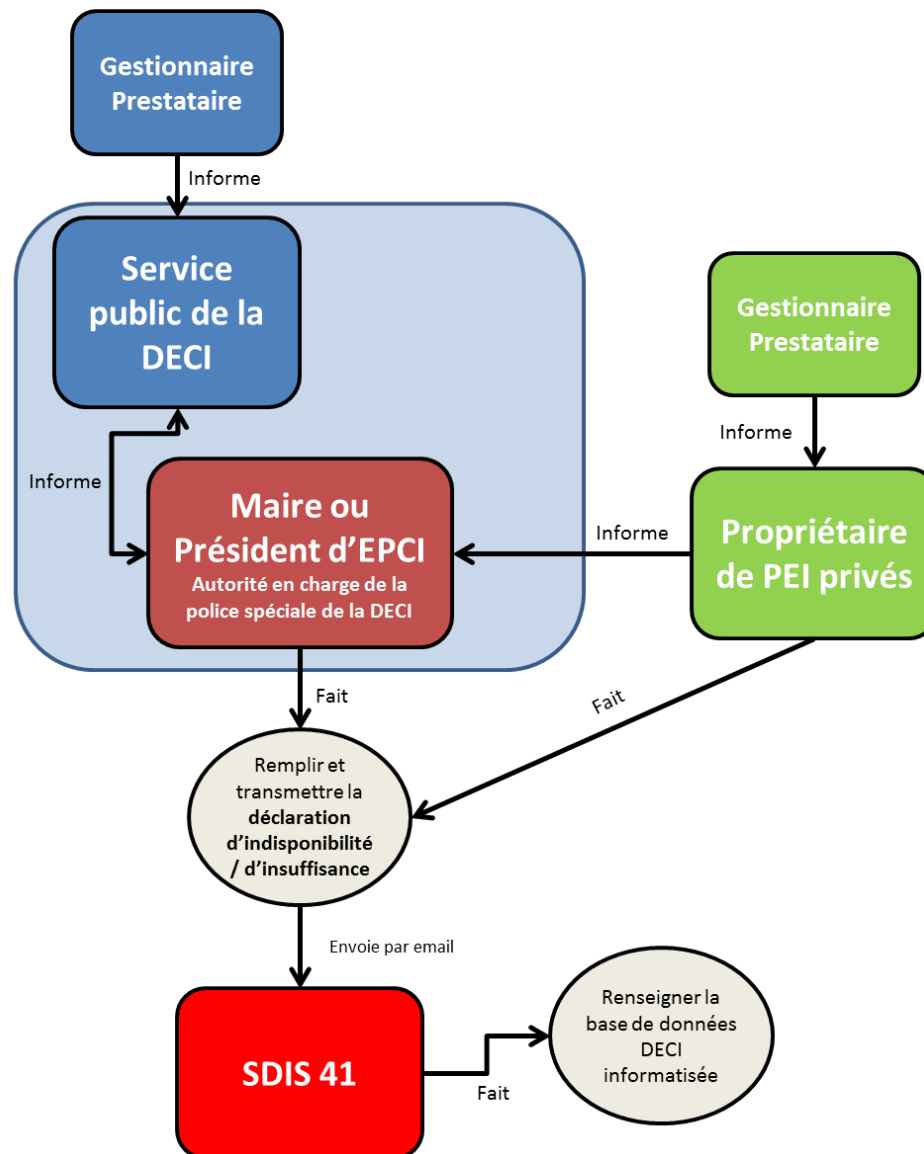 Gestionnaire
Prestataire
Informe
Service
public de la
DECI
Gestionnaire
Prestataire
Informe
Informe
Maire ou
Président d’EPCI
Autorité en charge de la
police spéciale de la DECI
Informe
Propriétaire
de PEI privés
Fait
Fait
Remplir et
transmettre la
déclaration
d’indisponibilité
/ d’insuffisance
Envoie par email
SDIS 41
Fait
Renseigner la
base de données
DECI
informatisée